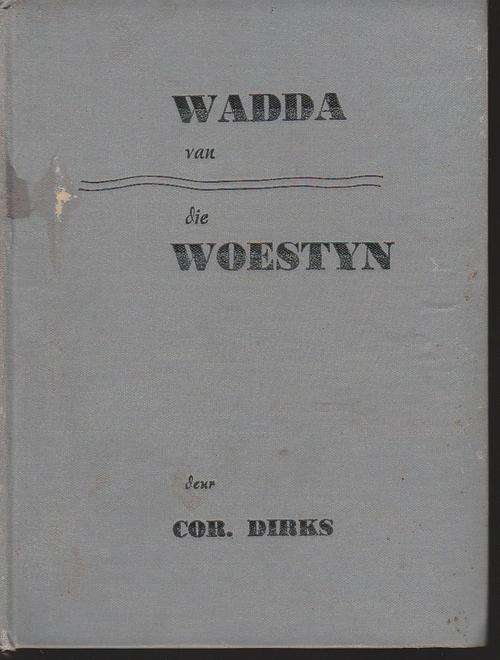 WADDA
van
die
WOESTYN
deur
COR. DIRKS